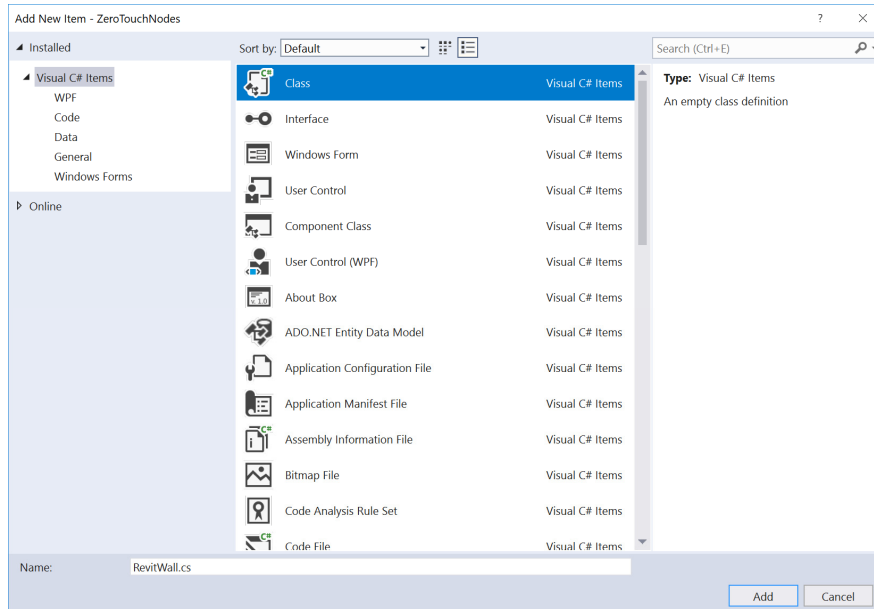 Add New Item - ZeroTouchNodes
?
Installed
Sort by: Default
Search (Ctrl+E)
Visual C# Items
WPF
Code
Data
General
Windows Forms
Online
Class Visual C# Items
Interface Visual C# Items
Windows Form Visual C# Items
User Control Visual C# Items
Component Class Visual C# Items
User Control (WPF) Visual C# Items
v. 1.0 About Box Visual C# Items
ADO.NET Entity Data Model Visual C# Items
Application Configuration File Visual C# Items
Application Manifest File Visual C# Items
C# Assembly Information File Visual C# Items
Bitmap File Visual C# Items
Code Analysis Rule Set Visual C# Items
C# Code File Visual C# Items
Type: Visual C# Items
An empty class definition
Name: RevitWall.cs
Add Cancel